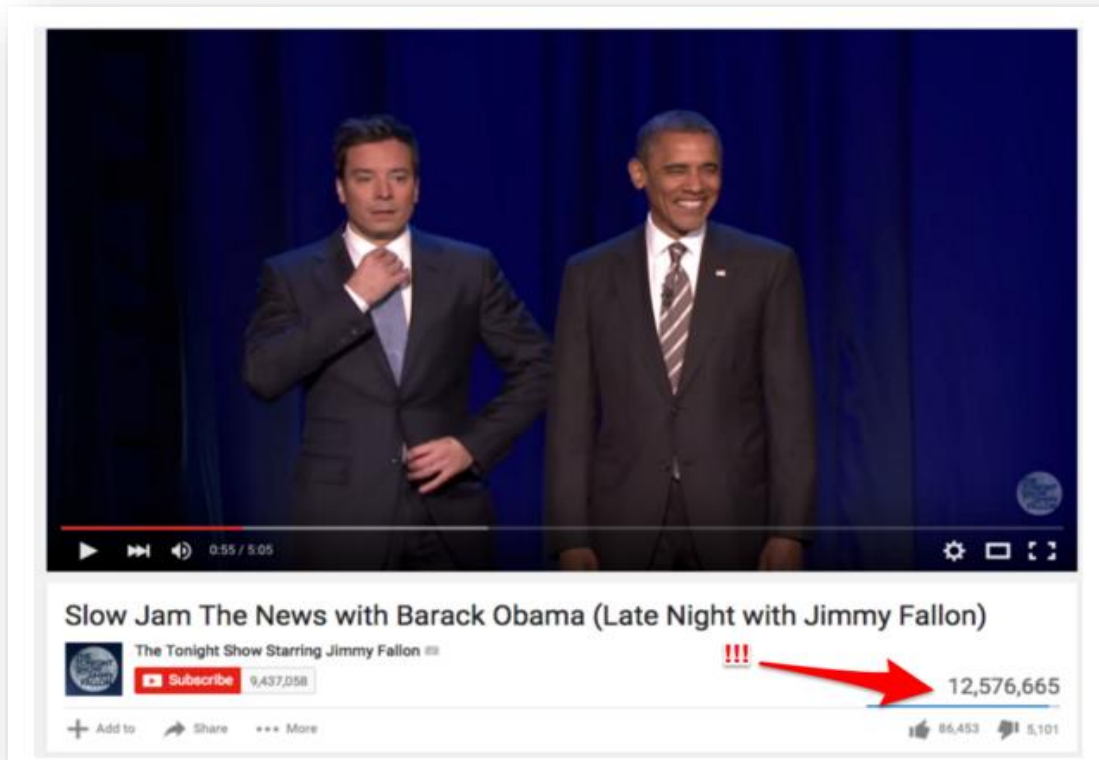 0:55 / 5:05
Slow Jam The News with Barack Obama (Late Night with Jimmy Fallon)
The Tonight Show Starring Jimmy Fallon
!!!
Subscribe 9,437,058
12,576,665
Add to Share More
86,453 5,101